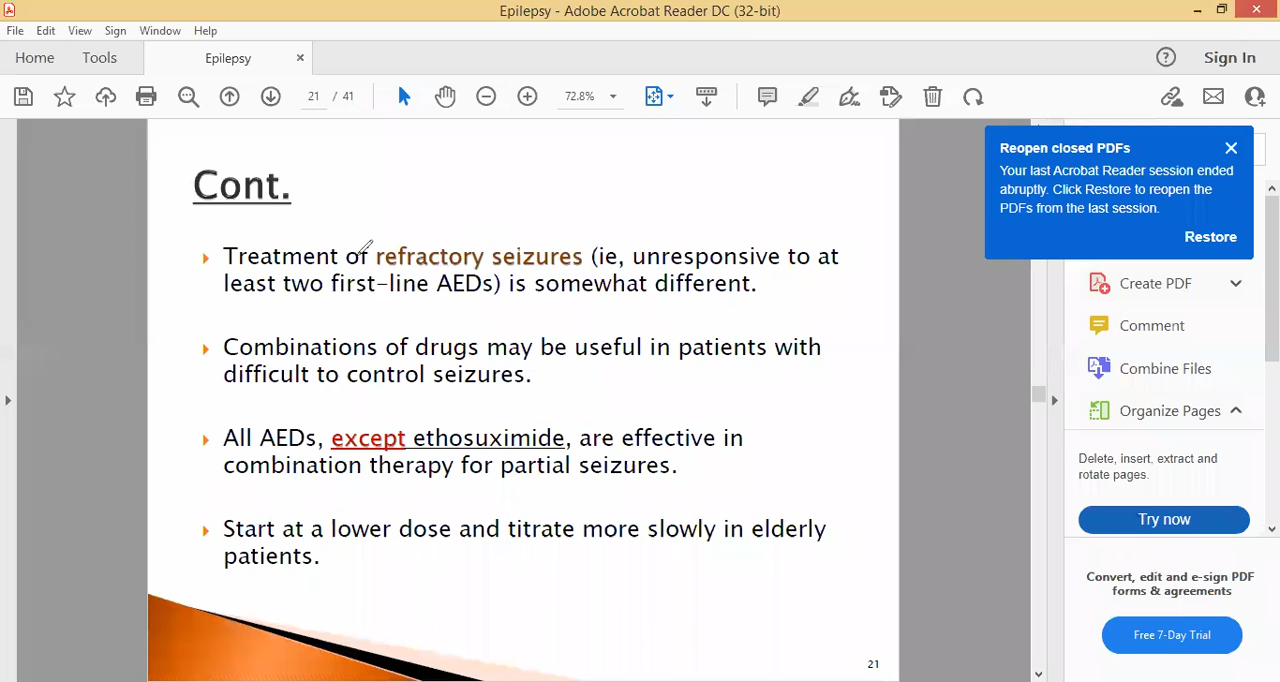 Epilepsy - Adobe Acrobat Reader DC (32-bit)
File Edit View Sign Window Help
Home Tools Epilepsy × Sign In
21 / 41 72.8%
Reopen closed PDFs
Your last Acrobat Reader session ended
abruptly. Click Restore to reopen the
PDFs from the last session.
Restore
Cont.
Treatment of refractory seizures (ie, unresponsive to at
least two first-line AEDs) is somewhat different.
Combinations of drugs may be useful in patients with
difficult to control seizures.
All AEDs, except ethosuximide, are effective in
combination therapy for partial seizures.
Start at a lower dose and titrate more slowly in elderly
patients.
21
Create PDF
Comment
Combine Files
Organize Pages
Delete, insert, extract and
rotate pages.
Try now
Convert, edit and e-sign PDF
forms & agreements
Free 7-Day Trial